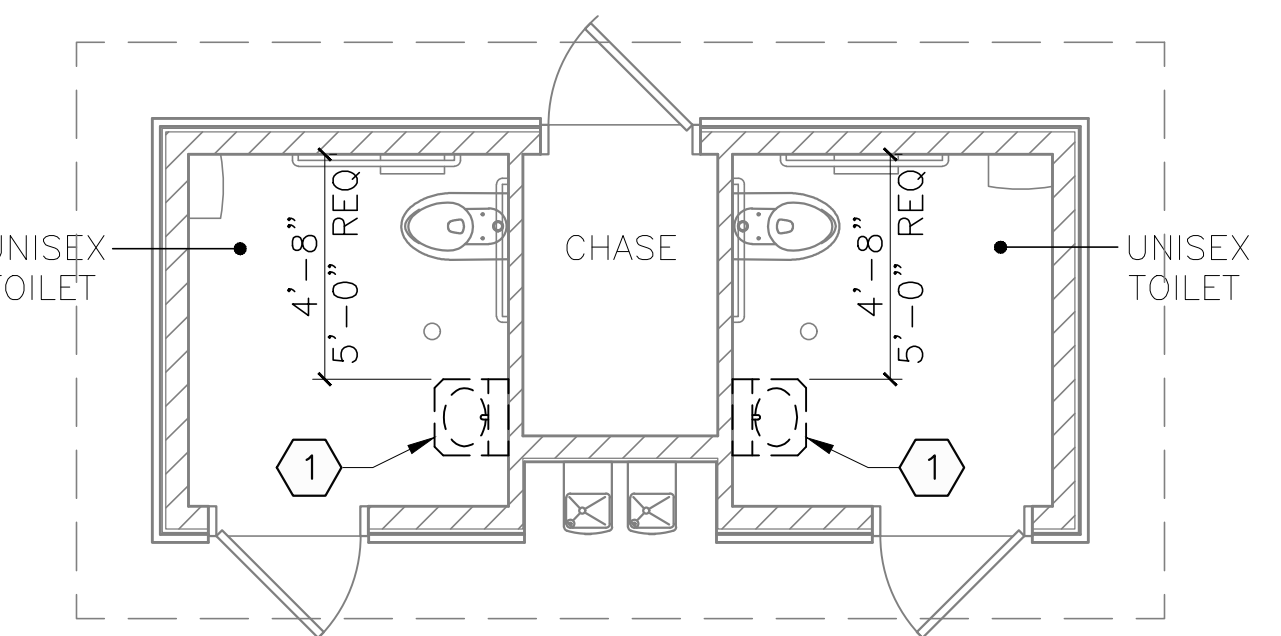 4'-8"
5'-0" REQ
CHASE
4'-8"
5'-0" REQ
UNISEX
TOILET
UNISEX
TOILET
1
1